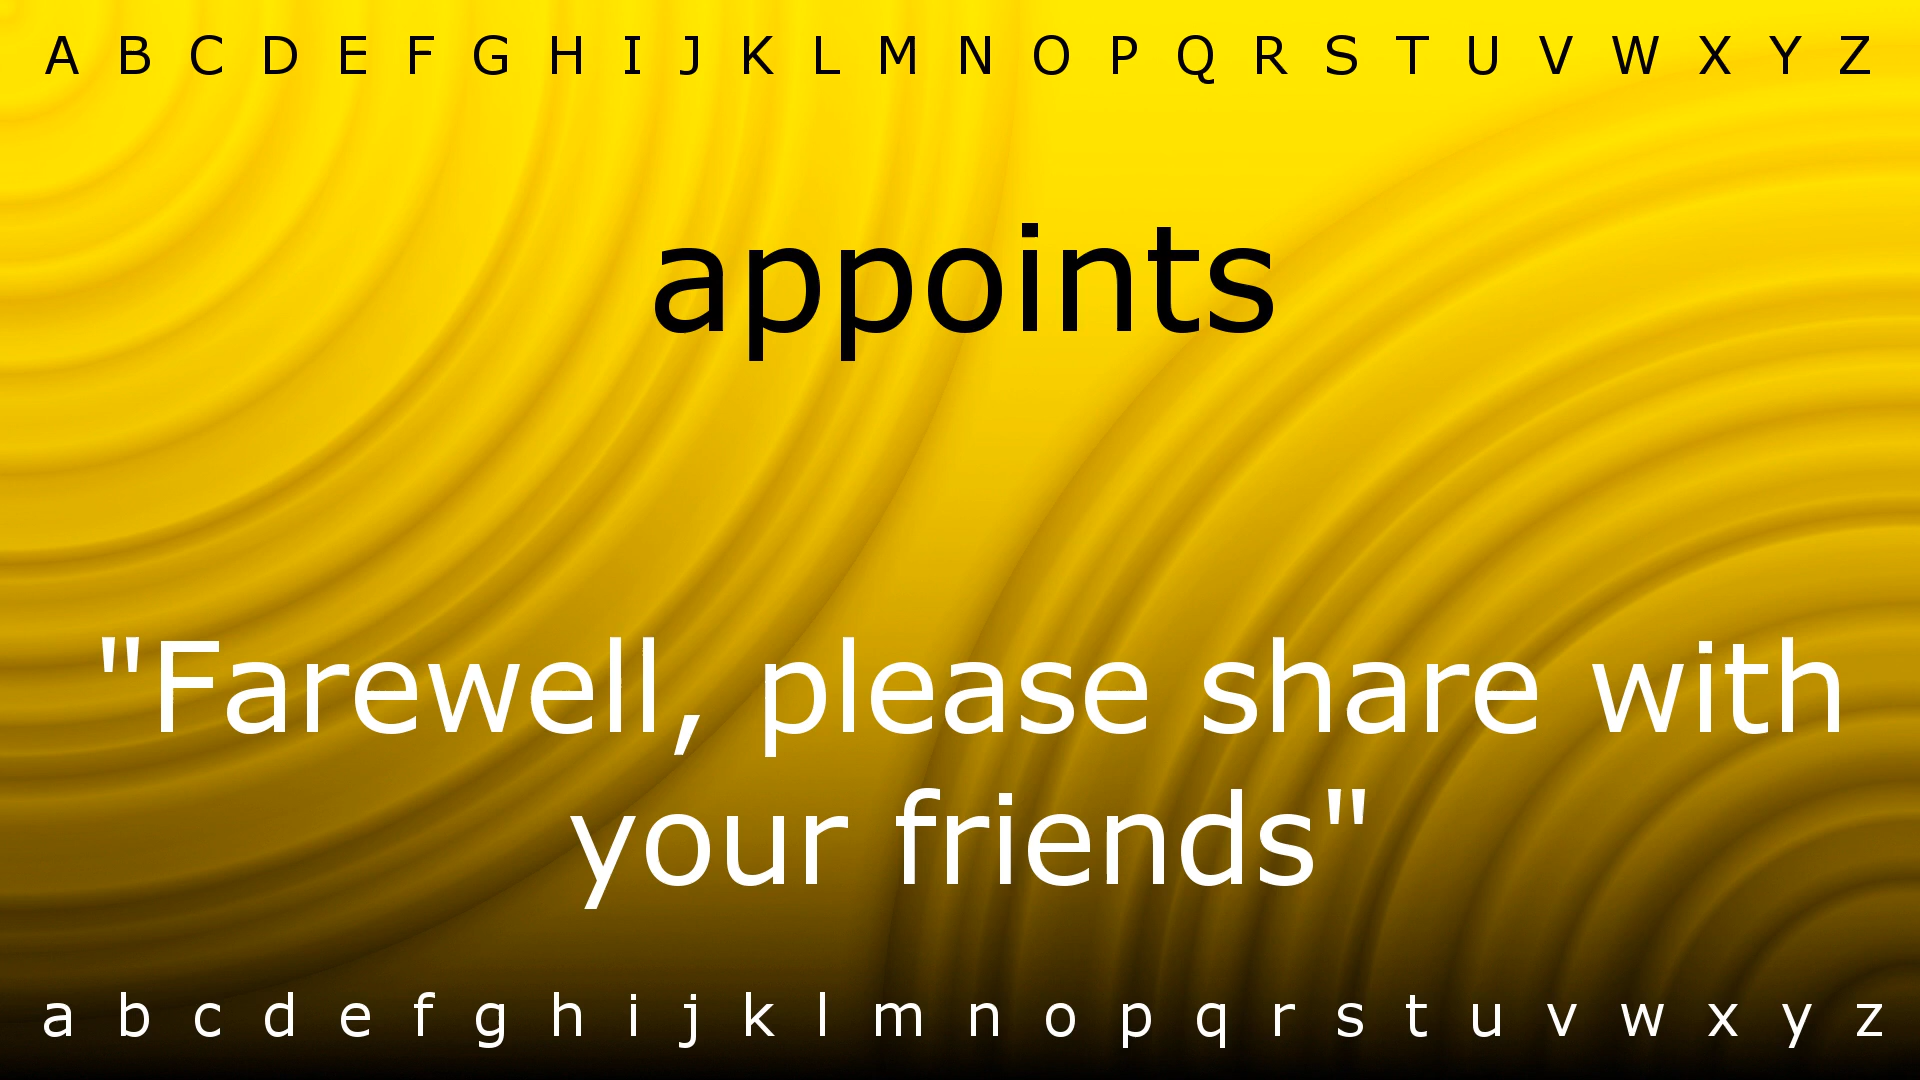 A B C D E F G H I J K L M N O P Q R S T U V W X Y Z
appoints
"Farewell, please share with
your friends"
a b c d e f g h i j k l m n o p q r s t u v w x y z